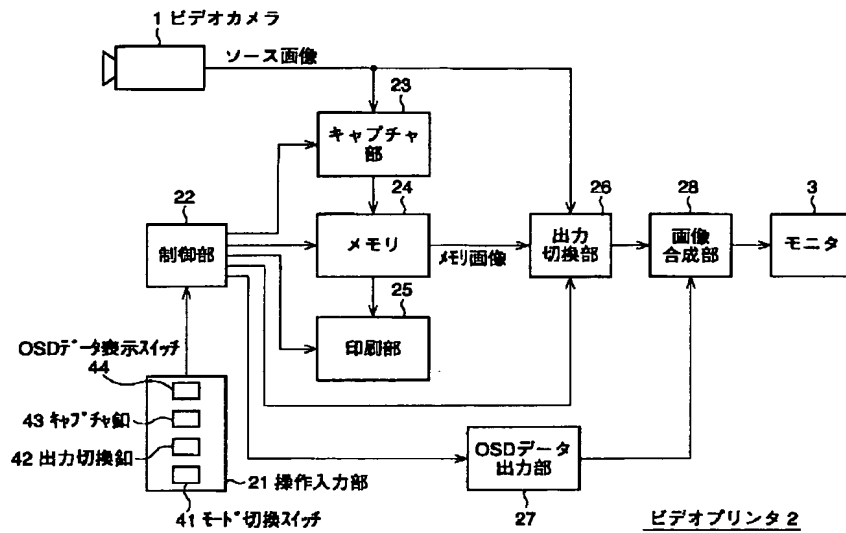 1 ビデオカメラ
ソース画像
23
キャプチャ
部
22
制御部
24
メモリ
メモリ画像
26
出力
切換部
28
画像
合成部
3
モニタ
25
印刷部
OSDデータ表示スイッチ
44
43 キャプチャ釦
42 出力切換釦
21 操作入力部
41 モード切換スイッチ
OSDデータ
出力部
27
ビデオプリンタ2